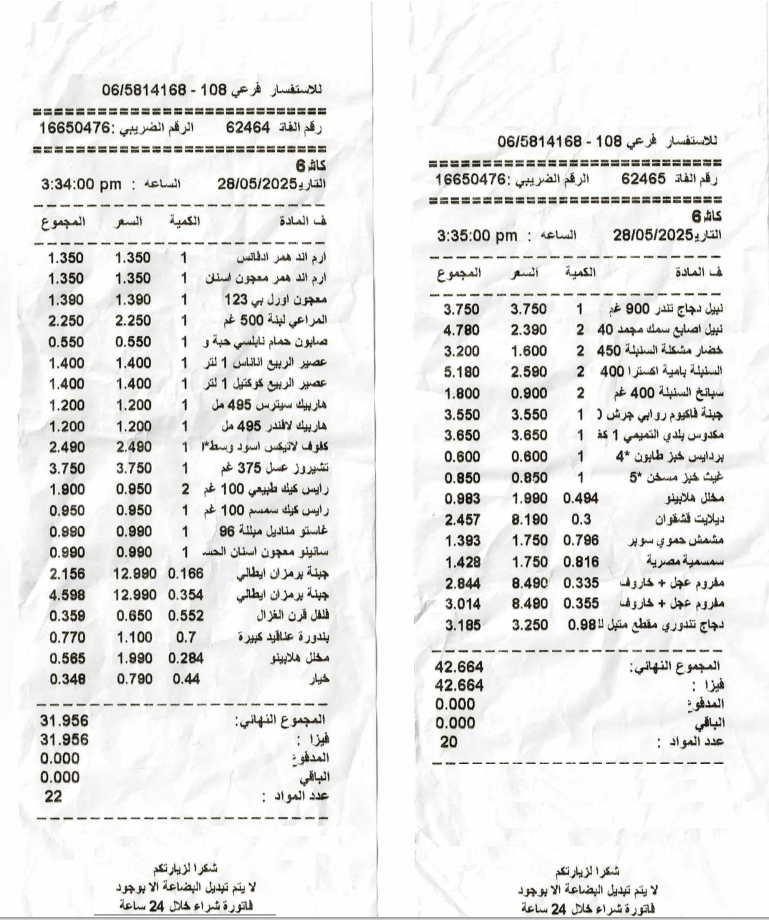 للاستفسار فرعي 108 - 06/5814168
==========================
رقم الفات 62464 الرقم الضريبي :16650476
==========================
كاش6
التاريخ28/05/2025 الساعه : 3:34:00 pm
ف المادة الكمية السعر المجموع
ارم اند همر ادفانس 1 1.350 1.350
ارم اند همر معجون اسنان 1 1.350 1.350
معجون اورل بي 123 1 1.390 1.390
المراعي لبنة 500 غم 1 2.250 2.250
صابون حمام نابلسي حبة و 1 0.550 0.550
عصير الربيع اناناس 1 لتر 1 1.400 1.400
عصير الربيع كوكتيل 1 لتر 1 1.400 1.400
هاربيك سيترس 495 مل 1 1.200 1.200
هاربيك لافندر 495 مل 1 1.200 1.200
كفوف لاتيكس اسود وسط*ا 1 2.490 2.490
تشيروز عسل 375 غم 1 3.750 3.750
رايس كيك طبيعي 100 غم 2 0.950 1.900
رايس كيك سمسم 100 غم 1 0.950 0.950
غاستو مناديل مبللة 96 1 0.990 0.990
سانينو معجون اسنان الحس 1 0.990 0.990
جبنة برمزان ايطالي 0.166 12.990 2.156
جبنة برمزان ايطالي 0.354 12.990 4.598
فلفل قرن الغزال 0.552 0.650 0.359
بندورة عناقيد كبيرة 0.7 1.100 0.770
مخلل هلابينو 0.284 1.990 0.565
خيار 0.44 0.790 0.348
المجموع النهائي: 31.956
فيزا : 31.956
المدفوع 0.000
الباقي 0.000
عدد المواد : 22
شكرا لزيارتكم
لا يتم تبديل البضاعة الا بوجود
فاتورة شراء خلال 24 ساعة
للاستفسار فرعي 108 - 06/5814168
==========================
رقم الفات 62465 الرقم الضريبي :16650476
==========================
كاش6
التاريخ28/05/2025 الساعه : 3:35:00 pm
ف المادة الكمية السعر المجموع
نبيل دجاج تندر 900 غم 1 3.750 3.750
نبيل اصابع سمك مجمد 40 2 2.390 4.780
خضار مشكلة السنبلة 450 2 1.600 3.200
السنبلة بامية اكسترا 400 2 2.590 5.180
سبانخ السنبلة 400 غم 2 0.900 1.800
جبنة فاكيوم روابي جرش 0 1 3.550 3.550
مكدوس بلدي التميمي 1 كغ 1 3.650 3.650
بردايس خبز طابون *4 1 0.600 0.600
غيث خبز مسخن *5 1 0.850 0.850
مخلل هلابينو 0.494 1.990 0.983
ديلايت قشقوان 0.3 8.190 2.457
مشمش حموي سوبر 0.796 1.750 1.393
سمسمية مصرية 0.816 1.750 1.428
مفروم عجل + خاروف 0.335 8.490 2.844
مفروم عجل + خاروف 0.355 8.490 3.014
دجاج تندوري مقطع متبل لل 0.98 3.250 3.185
المجموع النهائي: 42.664
فيزا : 42.664
المدفوع 0.000
الباقي 0.000
عدد المواد : 20
شكرا لزيارتكم
لا يتم تبديل البضاعة الا بوجود
فاتورة شراء خلال 24 ساعة